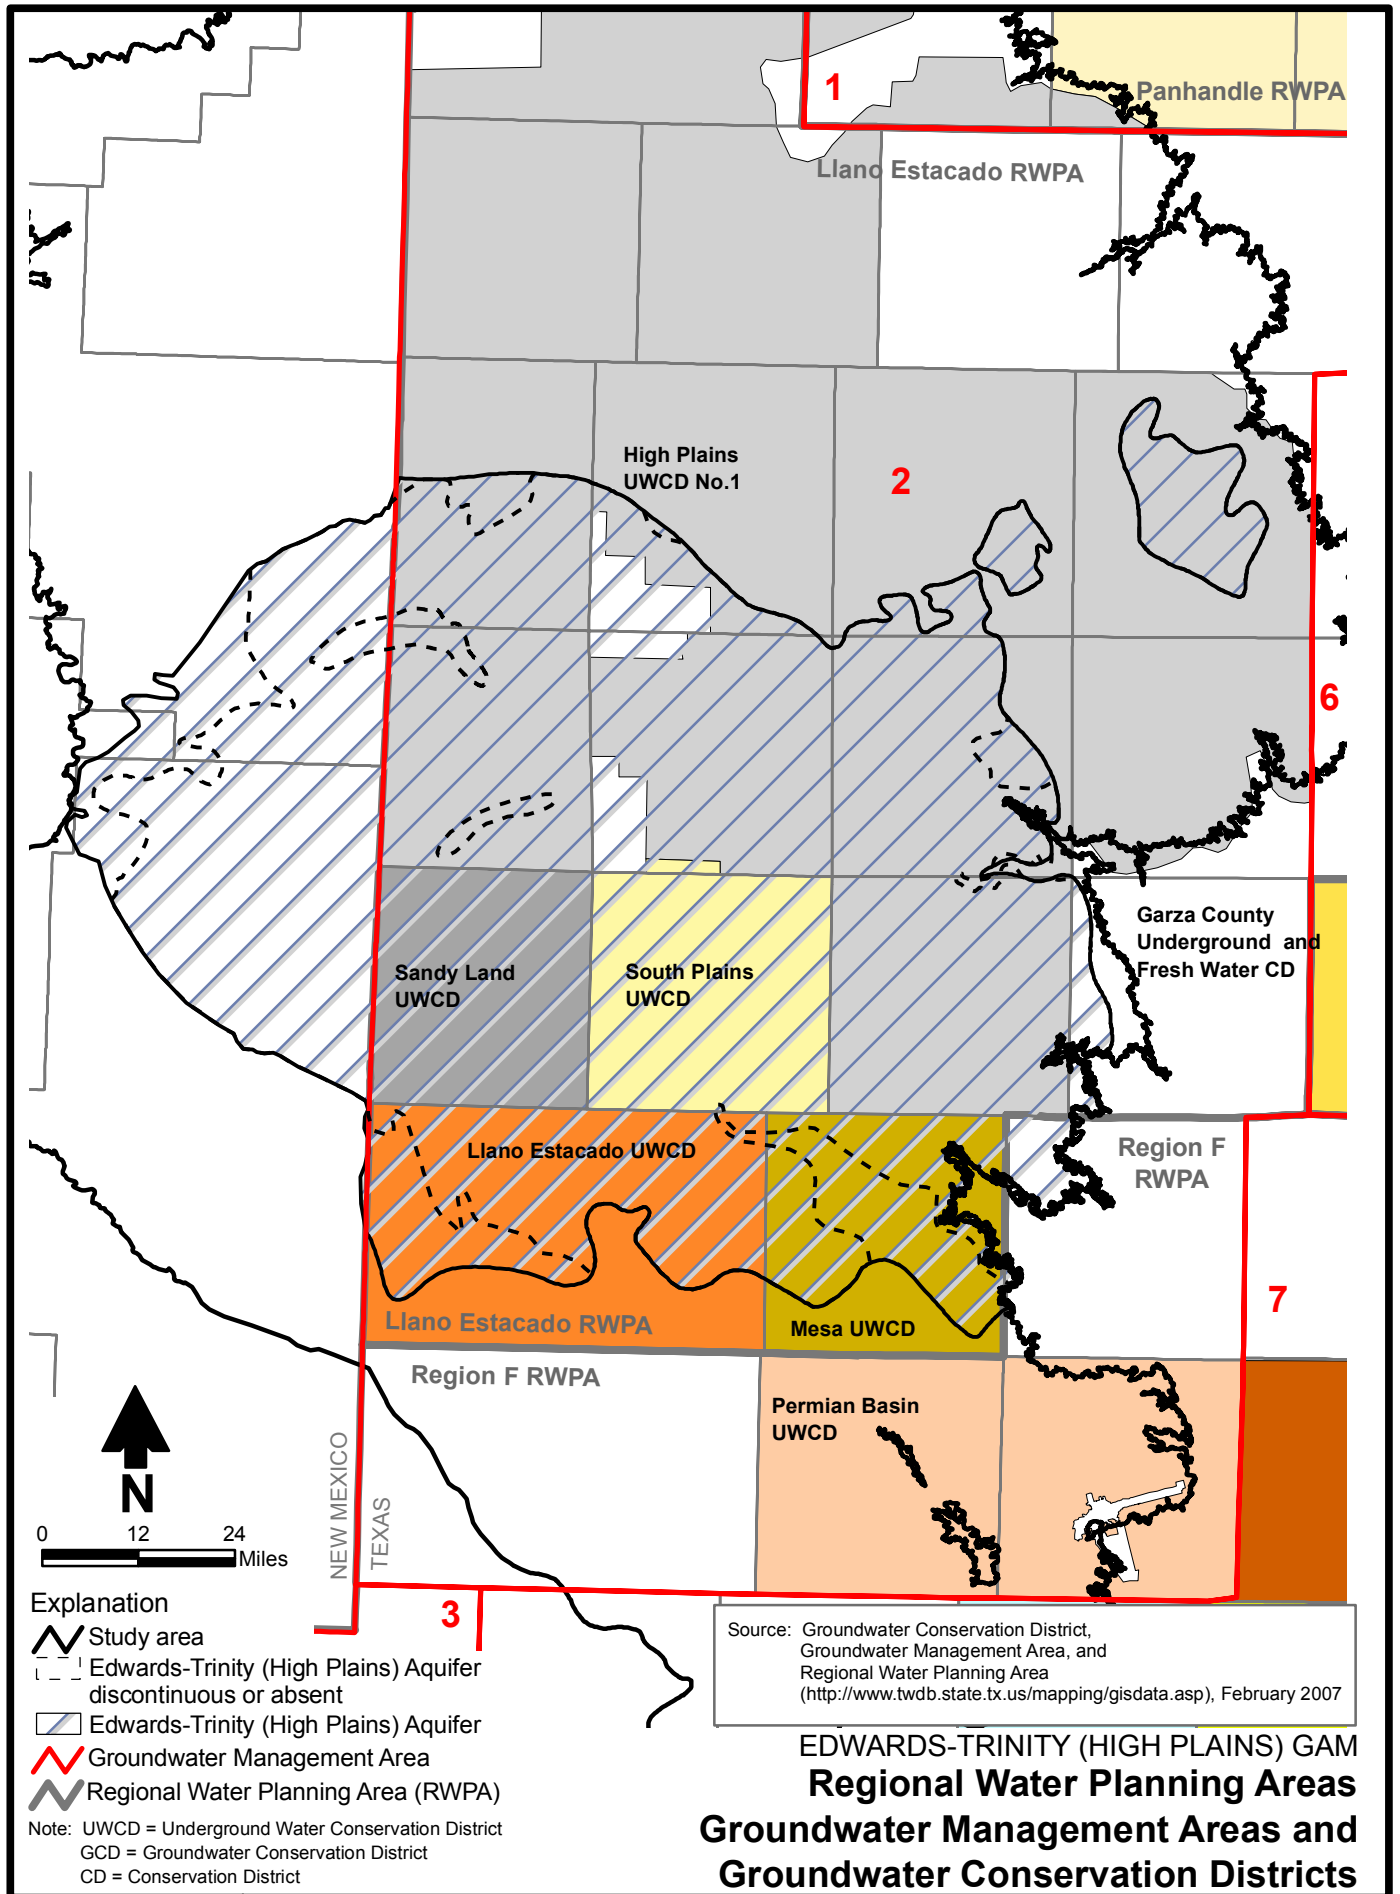 1
Panhandle RWPA
Llano Estacado RWPA
High Plains
UWCD No.1
2
6
Garza County
Underground and
Fresh Water CD
Sandy Land
UWCD
South Plains
UWCD
Llano Estacado UWCD
Region F
RWPA
7
Llano Estacado RWPA
Mesa UWCD
Region F RWPA
Permian Basin
UWCD
N
NEW MEXICO
TEXAS
0 12 24
Miles
3
Explanation
Study area
Edwards-Trinity (High Plains) Aquifer
discontinuous or absent
Edwards-Trinity (High Plains) Aquifer
Groundwater Management Area
Regional Water Planning Area (RWPA)
Note: UWCD = Underground Water Conservation District
GCD = Groundwater Conservation District
CD = Conservation District
Source: Groundwater Conservation District,
Groundwater Management Area, and
Regional Water Planning Area
(http://www.twdb.state.tx.us/mapping/gisdata.asp), February 2007
EDWARDS-TRINITY (HIGH PLAINS) GAM
Regional Water Planning Areas
Groundwater Management Areas and
Groundwater Conservation Districts